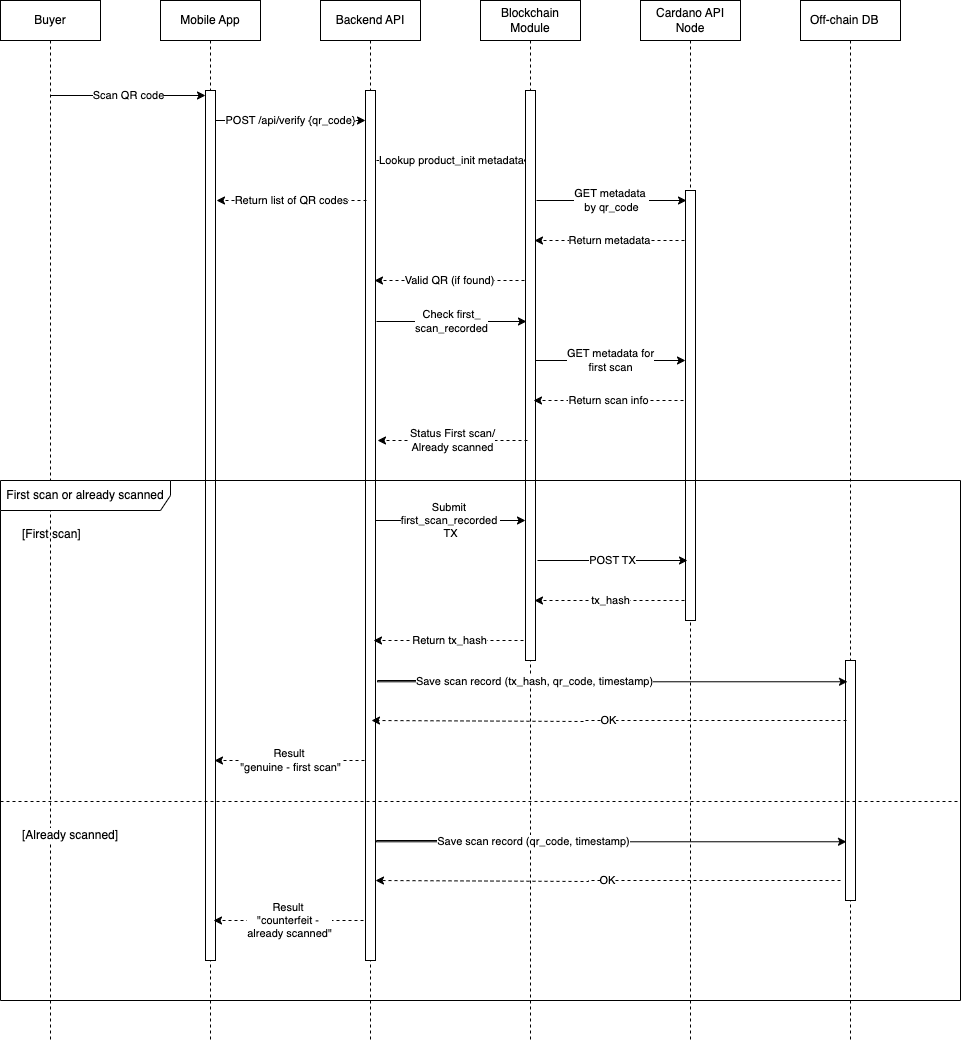 Buyer
Mobile App
Backend API
Blockchain
Module
Cardano API
Node
Off-chain DB
Scan QR code
POST /api/verify {qr_code}
Lookup product_init metadata
Return list of QR codes
GET metadata
by qr_code
Return metadata
Valid QR (if found)
Check first_
scan_recorded
GET metadata for
first scan
Return scan info
Status First scan/
Already scanned
First scan or already scanned
[First scan]
Submit
first_scan_recorded
TX
POST TX
tx_hash
Return tx_hash
Save scan record (tx_hash, qr_code, timestamp)
OK
Result
"genuine - first scan"
[Already scanned]
Save scan record (qr_code, timestamp)
OK
Result
"counterfeit -
already scanned"